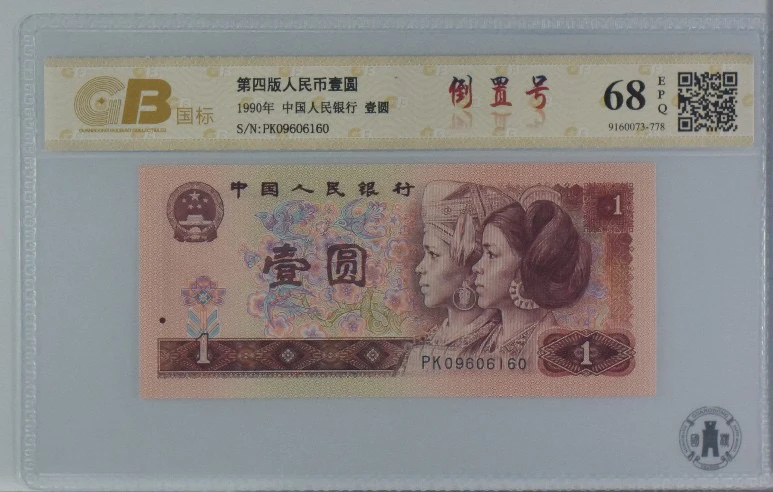 GB 国标
第四版人民币壹圆
1990年 中国人民银行 壹圆
S/N:PK09606160
倒置号
68
EPQ
9160073-778
中国人民银行
1
壹圆
1
PK09606160
1